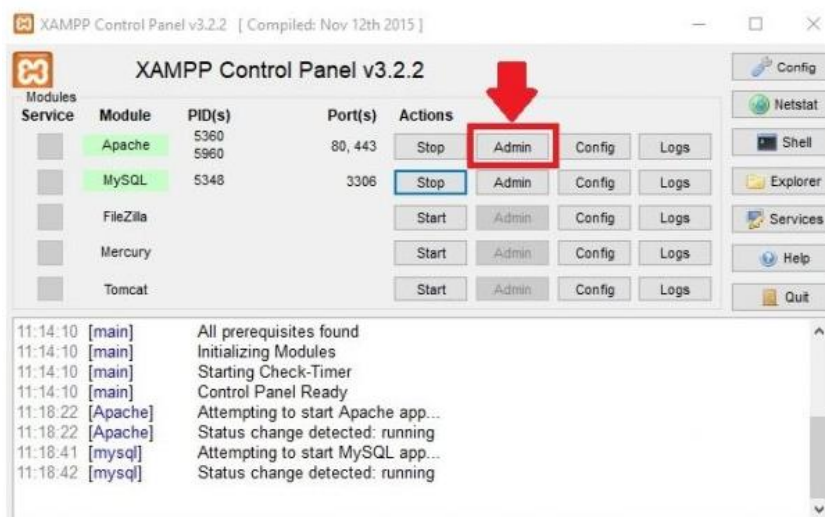 XAMPP Control Panel v3.2.2 [ Compiled: Nov 12th 2015 ]
XAMPP Control Panel v3.2.2
Config
Modules
Service Module PID(s) Port(s) Actions
Netstat
Apache 5360 5960 80, 443 Stop Admin Config Logs
Shell
MySQL 5348 3306 Stop Admin Config Logs
Explorer
FileZilla Start Admin Config Logs
Services
Mercury Start Admin Config Logs
Help
Tomcat Start Admin Config Logs
Quit
11:14:10 [main] All prerequisites found
11:14:10 [main] Initializing Modules
11:14:10 [main] Starting Check-Timer
11:14:10 [main] Control Panel Ready
11:18:22 [Apache] Attempting to start Apache app...
11:18:22 [Apache] Status change detected: running
11:18:41 [mysql] Attempting to start MySQL app...
11:18:42 [mysql] Status change detected: running